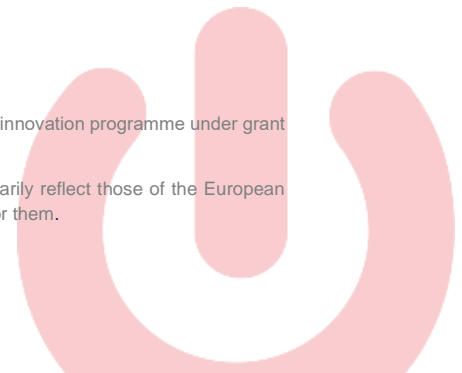 innovation programme under grant
arily reflect those of the European
r them.